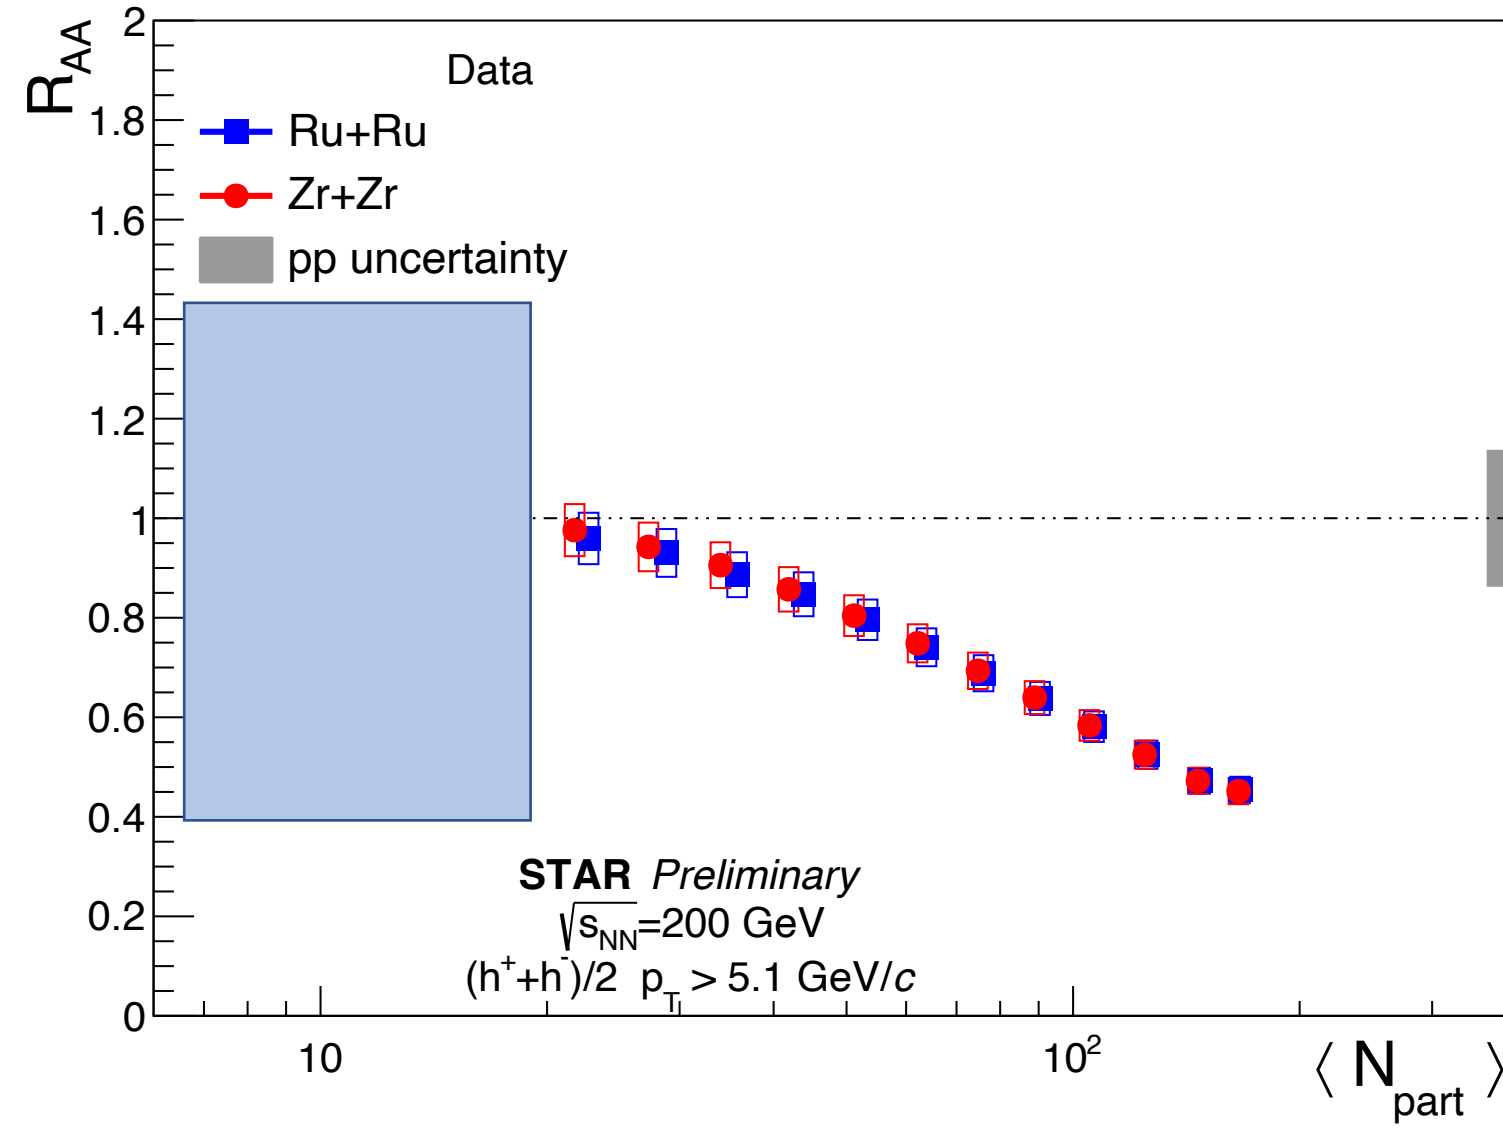 R_AA
2
1.8
1.6
1.4
1.2
1
0.8
0.6
0.4
0.2
0
Data
Ru+Ru
Zr+Zr
pp uncertainty
STAR Preliminary
√s_NN=200 GeV
(h⁺+h⁻)/2 p_T > 5.1 GeV/c
10
10²
⟨ N_part ⟩